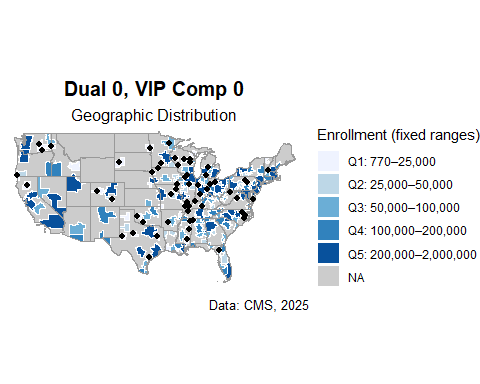 Dual 0, VIP Comp 0
Geographic Distribution
Enrollment (fixed ranges)
Q1: 770–25,000
Q2: 25,000–50,000
Q3: 50,000–100,000
Q4: 100,000–200,000
Q5: 200,000–2,000,000
NA
Data: CMS, 2025